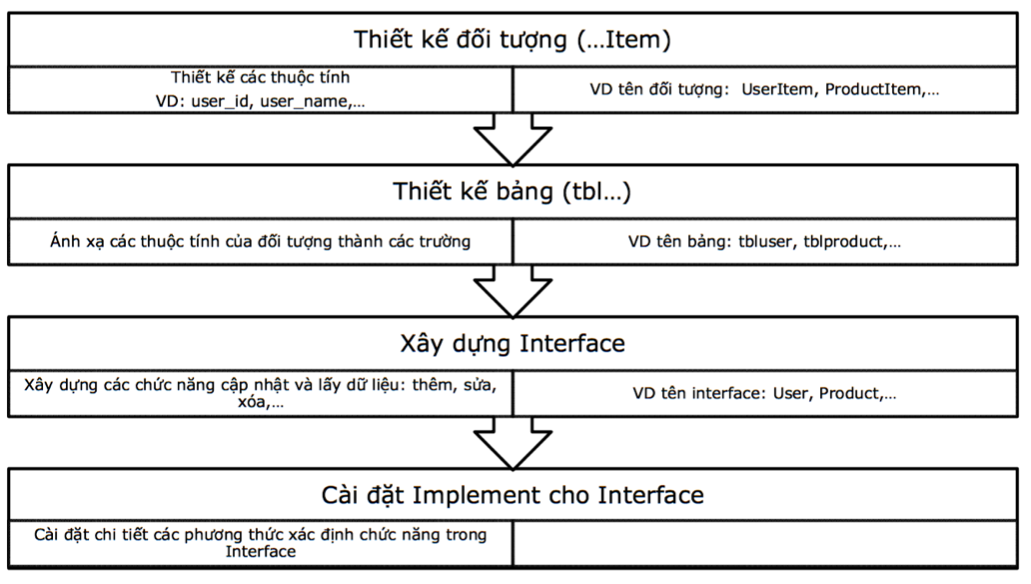 Thiết kế đối tượng (...Item)
Thiết kế các thuộc tính
VD: user_id, user_name,...
VD tên đối tượng: UserItem, ProductItem,...
Thiết kế bảng (tbl...)
Ánh xạ các thuộc tính của đối tượng thành các trường
VD tên bảng: tbluser, tblproduct,...
Xây dựng Interface
Xây dựng các chức năng cập nhật và lấy dữ liệu: thêm, sửa,
xóa,...
VD tên interface: User, Product,...
Cài đặt Implement cho Interface
Cài đặt chi tiết các phương thức xác định chức năng trong
Interface